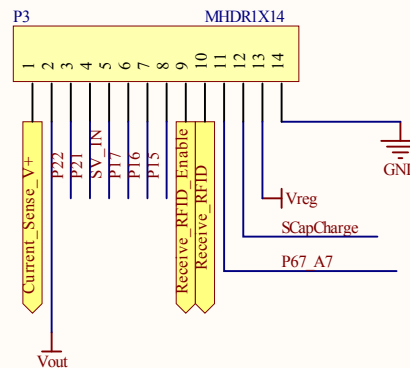 P3
MHDR1X14
1
2
3
4
5
6
7
8
9
10
11
12
13
14
Current_Sense_V+
P22
P21
SV_IN
P17
P16
P15
Receive_RFID_Enable
Receive_RFID
GND
Vreg
SCapCharge
P67_A7
Vout